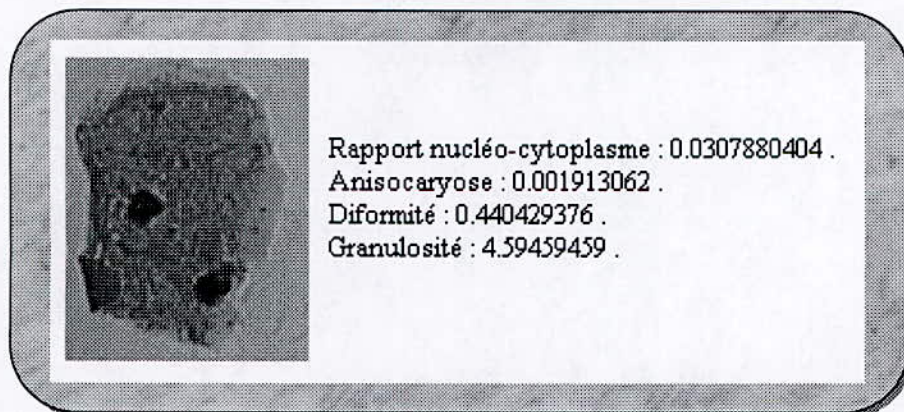 Rapport nucléo-cytoplasme : 0.0307880404 .
Anisocaryose : 0.001913062 .
Diformité : 0.440429376 .
Granulosité : 4.59459459 .